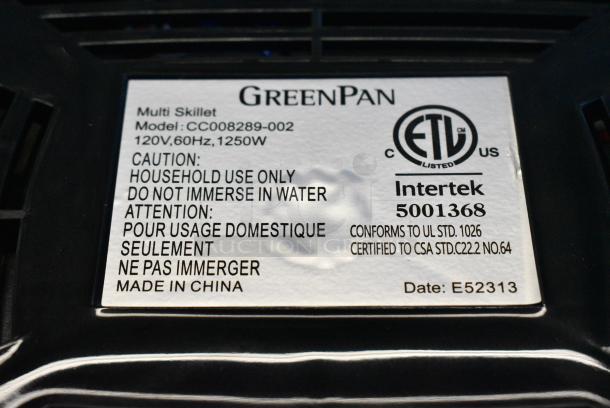 GREENPAN
Multi Skillet
Model: CC008289-002
120V,60Hz,1250W
CAUTION:
HOUSEHOLD USE ONLY
DO NOT IMMERSE IN WATER
ATTENTION:
POUR USAGE DOMESTIQUE
SEULEMENT
NE PAS IMMERGER
MADE IN CHINA
C ETL CM US
LISTED
Intertek
5001368
CONFORMS TO UL STD. 1026
CERTIFIED TO CSA STD.C22.2 NO.64
Date: E52313